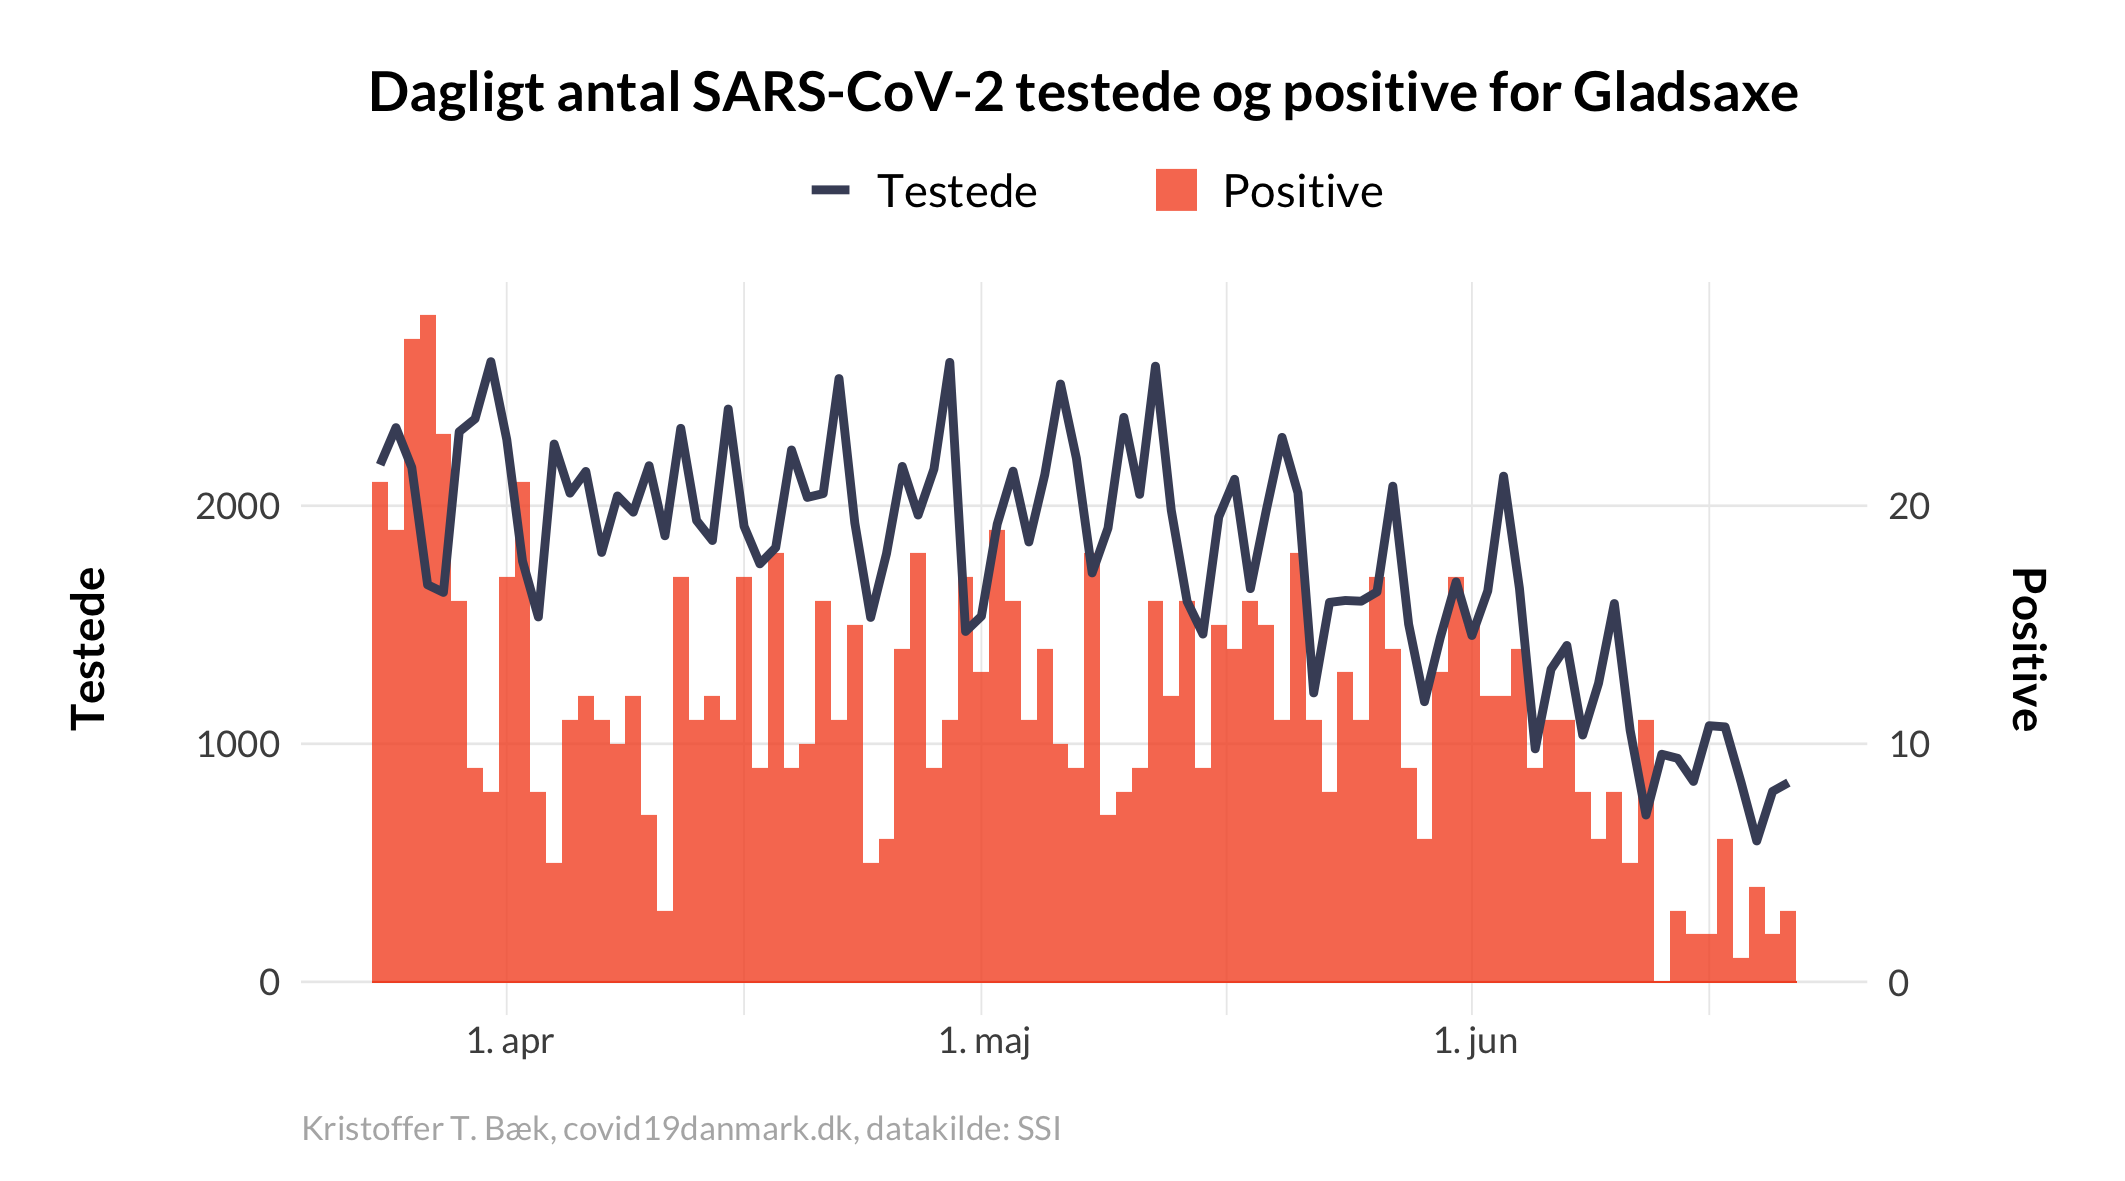 Dagligt antal SARS-CoV-2 testede og positive for Gladsaxe
Testede
Positive
2000
1000
0
Testede
20
10
0
Positive
1. apr
1. maj
1. jun
Kristoffer T. Bæk, covid19danmark.dk, datakilde: SSI